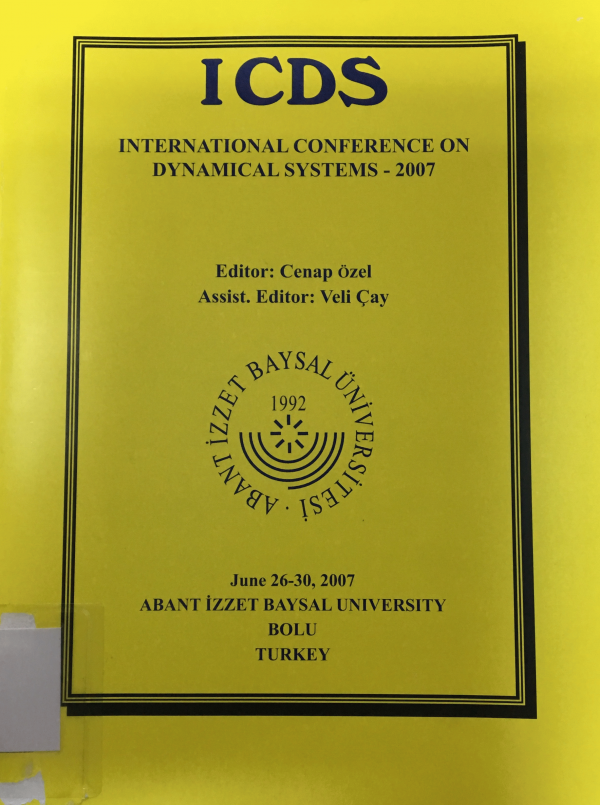 ICDS
INTERNATIONAL CONFERENCE ON
DYNAMICAL SYSTEMS - 2007
Editor: Cenap özel
Assist. Editor: Veli Çay
ABANT İZZET BAYSAL ÜNİVERSİTESİ ·
1992
June 26-30, 2007
ABANT İZZET BAYSAL UNIVERSITY
BOLU
TURKEY